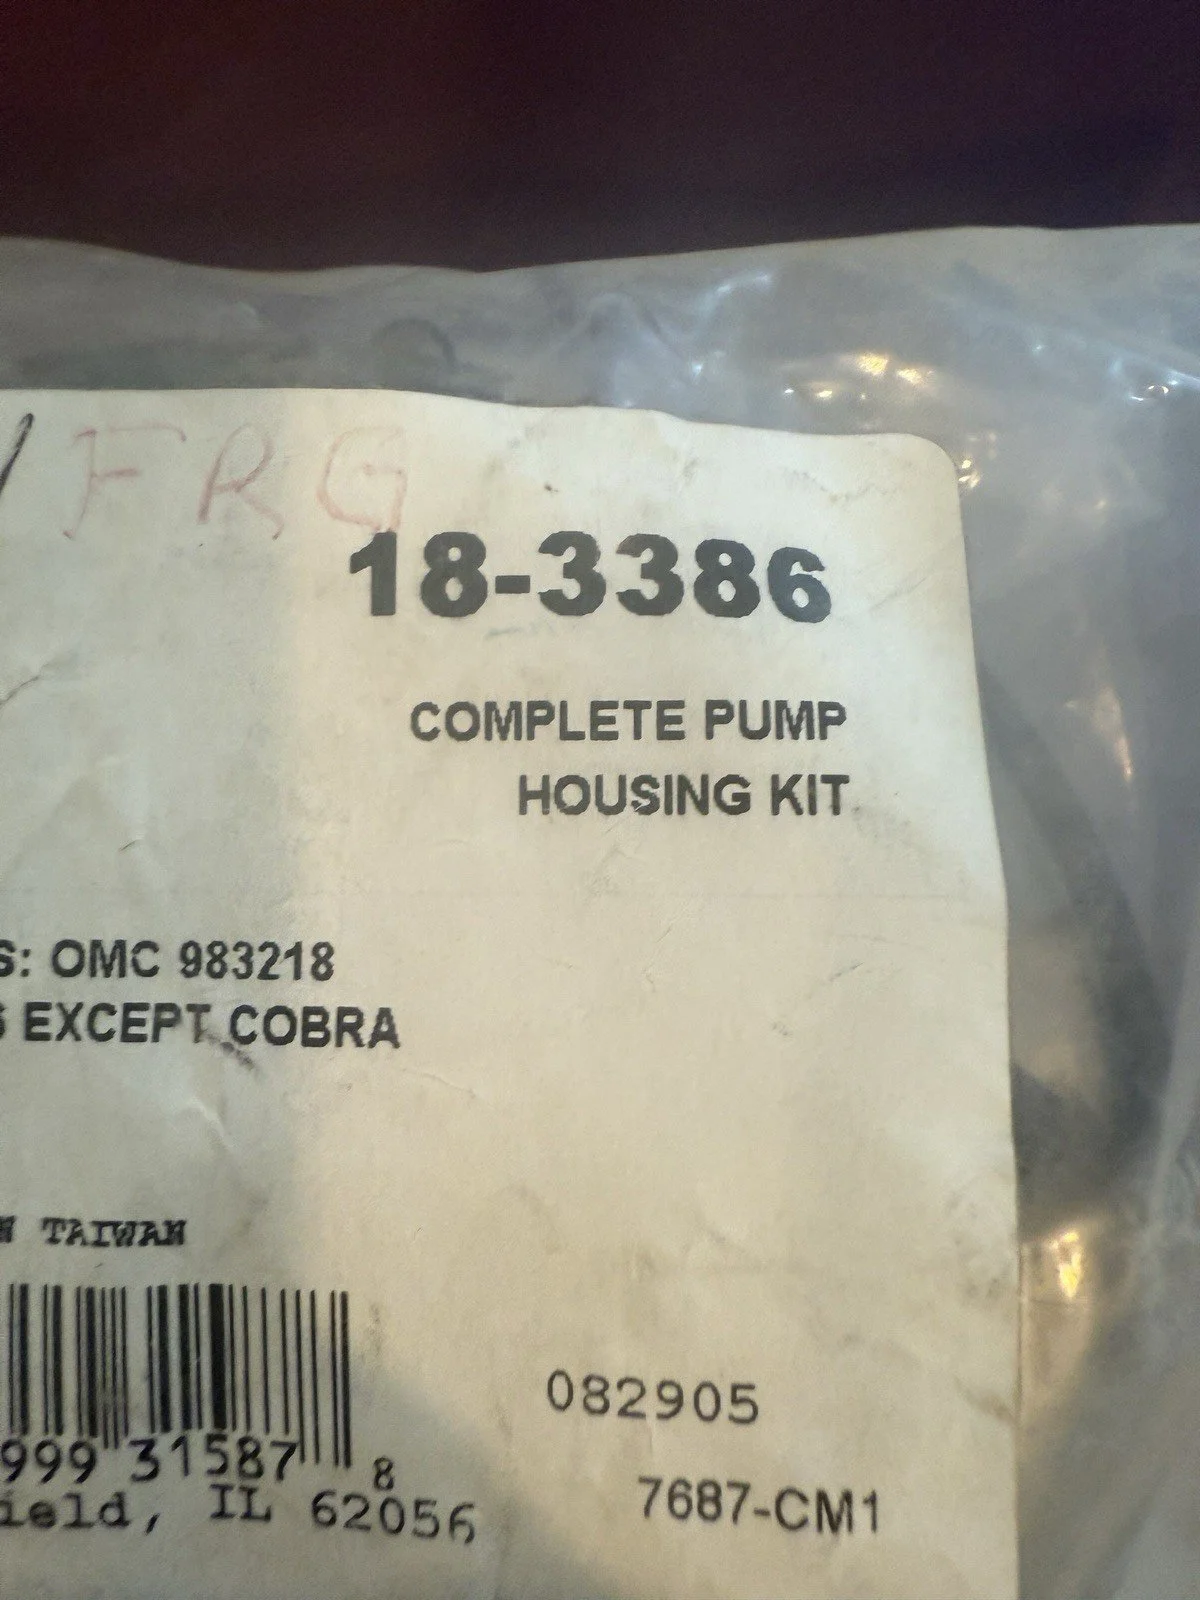 FRG
18-3386
COMPLETE PUMP
HOUSING KIT
S: OMC 983218
EXCEPT COBRA
TAIWAN
999 31587 8
ield, IL 62056
082905
7687-CM1